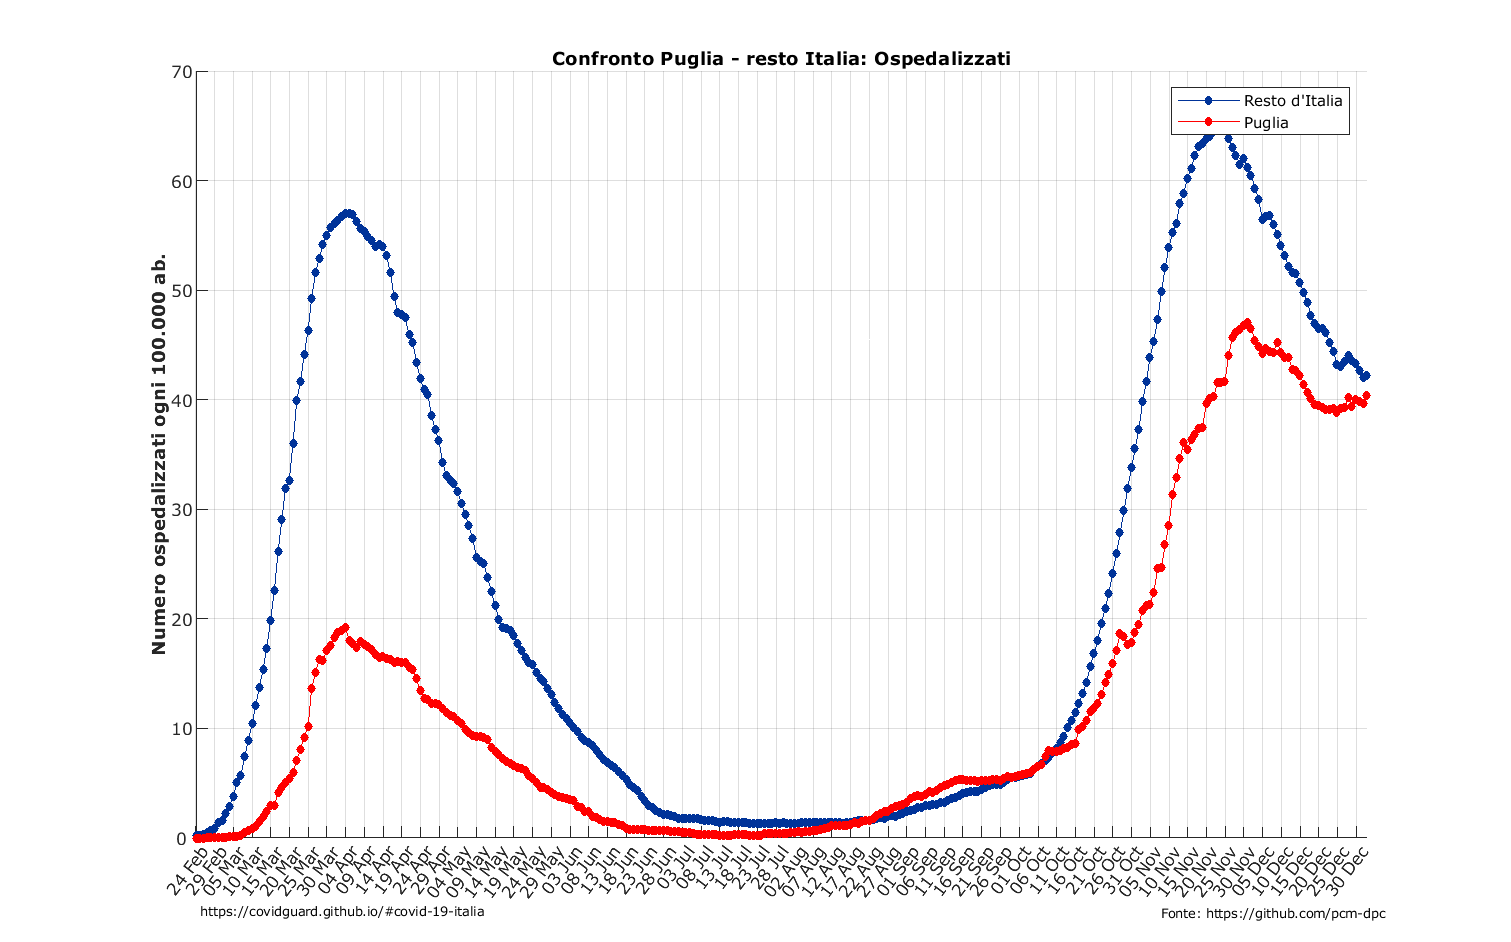 Confronto Puglia - resto Italia: Ospedalizzati
Numero ospedalizzati ogni 100.000 ab.
70
60
50
40
30
20
10
0
Resto d'Italia
Puglia
24 Feb
29 Feb
05 Mar
10 Mar
15 Mar
20 Mar
25 Mar
30 Mar
04 Apr
09 Apr
14 Apr
19 Apr
24 Apr
29 Apr
04 May
09 May
14 May
19 May
24 May
29 May
03 Jun
08 Jun
13 Jun
18 Jun
23 Jun
28 Jun
03 Jul
08 Jul
13 Jul
18 Jul
23 Jul
28 Jul
02 Aug
07 Aug
12 Aug
17 Aug
22 Aug
27 Aug
01 Sep
06 Sep
11 Sep
16 Sep
21 Sep
26 Sep
01 Oct
06 Oct
11 Oct
16 Oct
21 Oct
26 Oct
31 Oct
05 Nov
10 Nov
15 Nov
20 Nov
25 Nov
30 Nov
05 Dec
10 Dec
15 Dec
20 Dec
25 Dec
30 Dec
https://covidguard.github.io/#covid-19-italia
Fonte: https://github.com/pcm-dpc